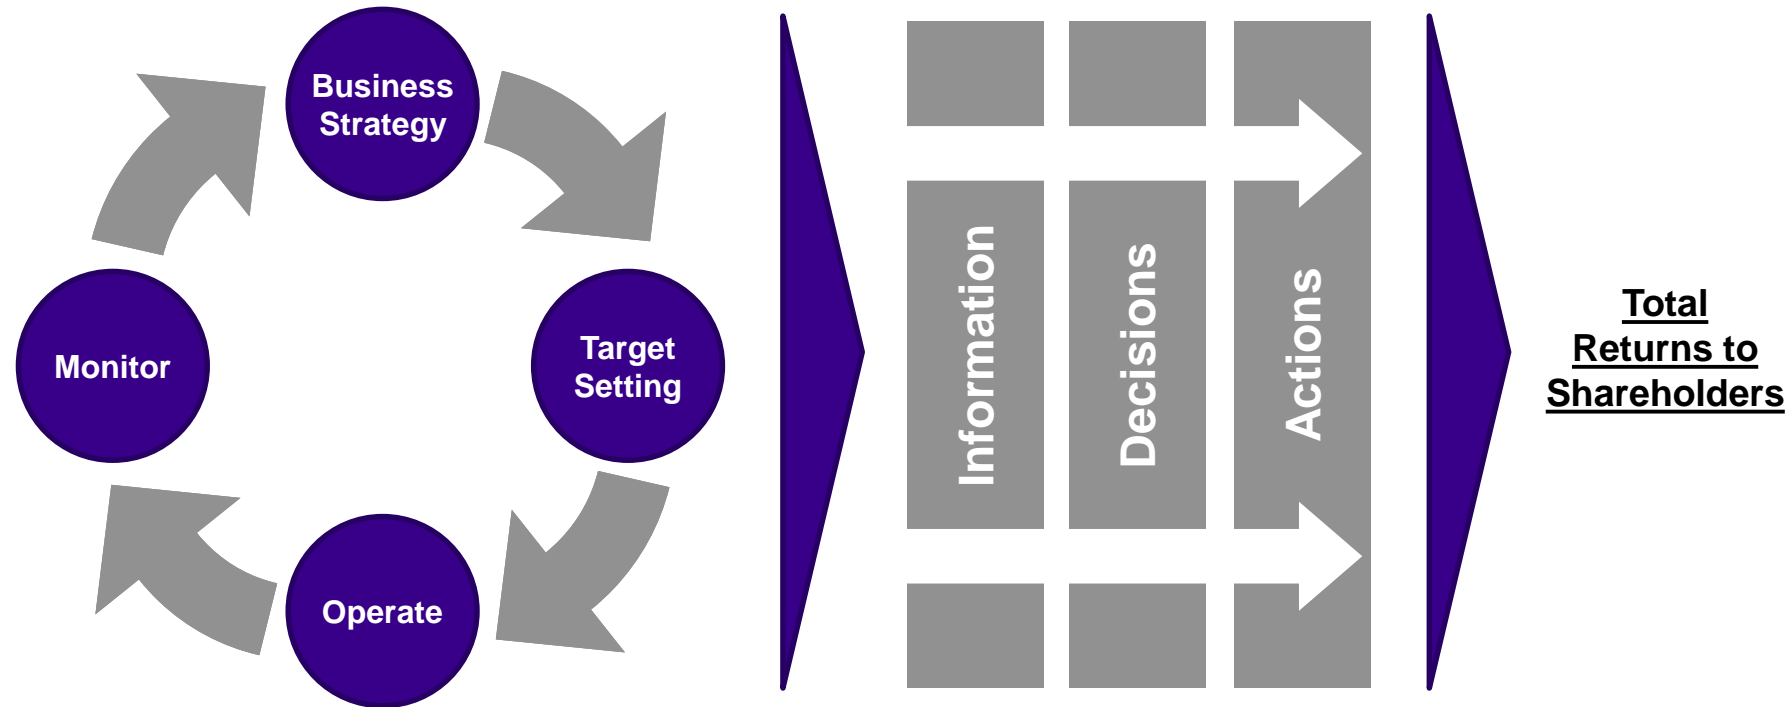 Business
Strategy
Target
Setting
Operate
Monitor
Information
Decisions
Actions
Total
Returns to
Shareholders